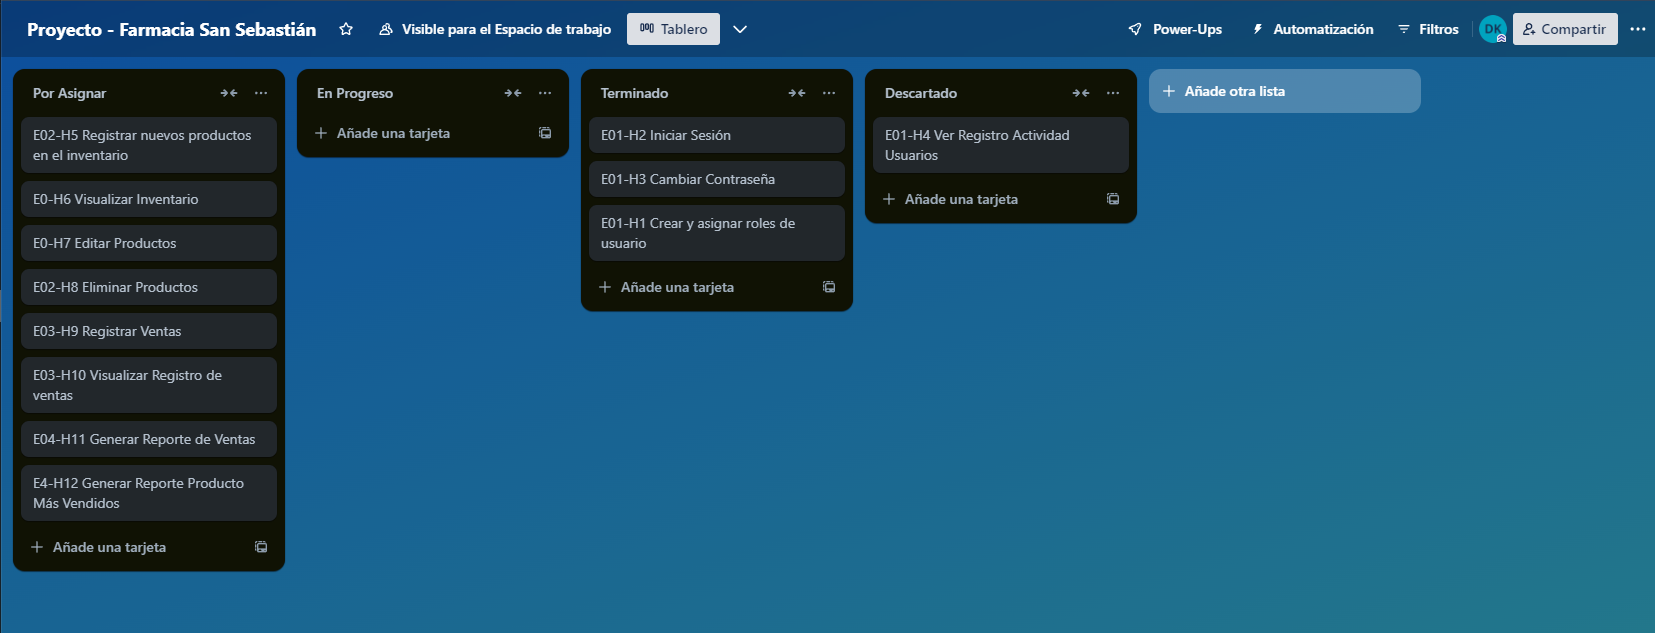 Proyecto - Farmacia San Sebastián
Visible para el Espacio de trabajo
Tablero
Power-Ups
Automatización
Filtros
DK
Compartir
Por Asignar
E02-H5 Registrar nuevos productos
en el inventario
E0-H6 Visualizar Inventario
E0-H7 Editar Productos
E02-H8 Eliminar Productos
E03-H9 Registrar Ventas
E03-H10 Visualizar Registro de
ventas
E04-H11 Generar Reporte de Ventas
E4-H12 Generar Reporte Producto
Más Vendidos
Añade una tarjeta
En Progreso
Añade una tarjeta
Terminado
E01-H2 Iniciar Sesión
E01-H3 Cambiar Contraseña
E01-H1 Crear y asignar roles de
usuario
Añade una tarjeta
Descartado
E01-H4 Ver Registro Actividad
Usuarios
Añade una tarjeta
Añade otra lista